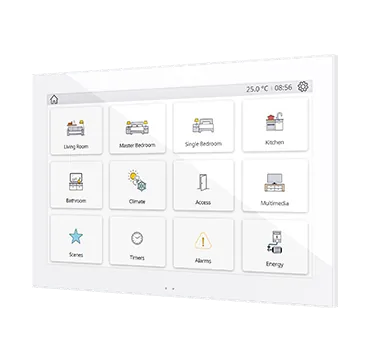 25.0 °C | 08:56
Living Room
Master Bedroom
Single Bedroom
Kitchen
Bathroom
Climate
Access
Multimedia
Scenes
Timers
Alarms
Energy